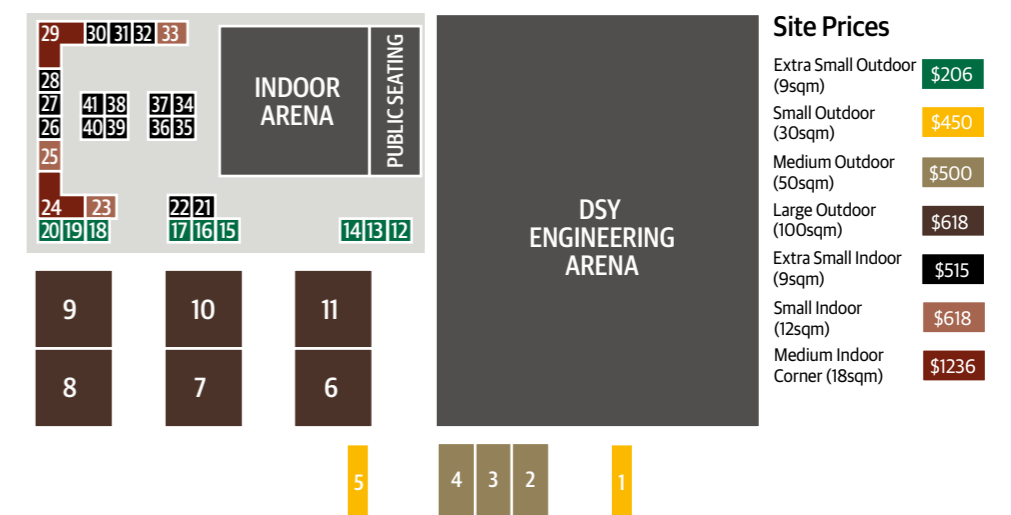 29 30 31 32 33
28
27 41 38 37 34
26 40 39 36 35
25
24 23 22 21
20 19 18 17 16 15 14 13 12
INDOOR
ARENA
PUBLIC SEATING
DSY
ENGINEERING
ARENA
9 10 11
8 7 6
5 4 3 2 1
Site Prices
Extra Small Outdoor
(9sqm) $206
Small Outdoor
(30sqm) $450
Medium Outdoor
(50sqm) $500
Large Outdoor
(100sqm) $618
Extra Small Indoor
(9sqm) $515
Small Indoor
(12sqm) $618
Medium Indoor
Corner (18sqm) $1236